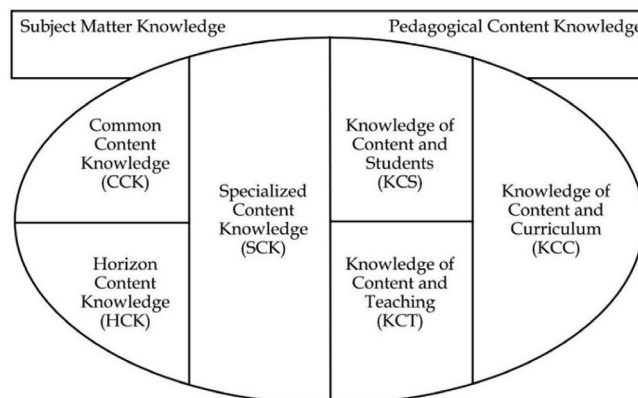 Subject Matter Knowledge
Pedagogical Content Knowledge
Common
Content
Knowledge
(CCK)
Horizon
Content
Knowledge
(HCK)
Specialized
Content
Knowledge
(SCK)
Knowledge of
Content and
Students
(KCS)
Knowledge of
Content and
Teaching
(KCT)
Knowledge of
Content and
Curriculum
(KCC)